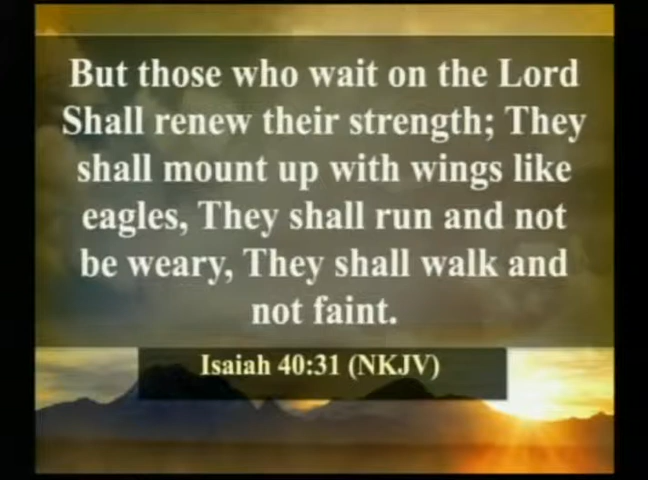 But those who wait on the Lord
Shall renew their strength; They
shall mount up with wings like
eagles, They shall run and not
be weary, They shall walk and
not faint.
Isaiah 40:31 (NKJV)